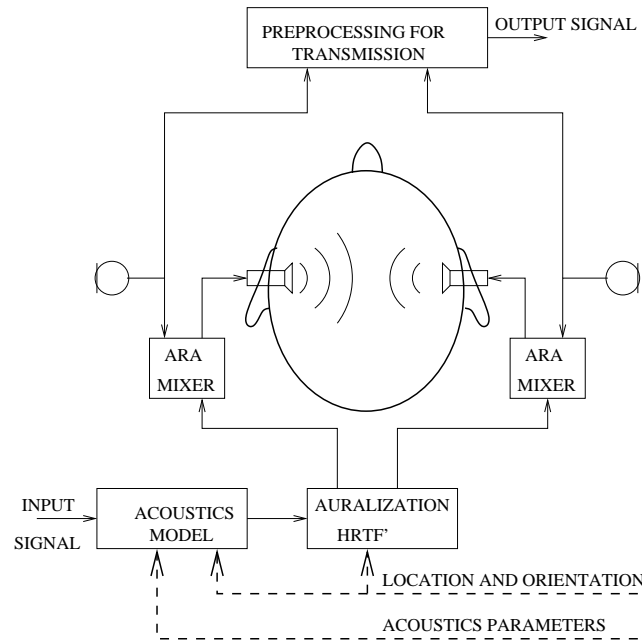 PREPROCESSING FOR
TRANSMISSION
OUTPUT SIGNAL
ARA
MIXER
ARA
MIXER
INPUT
SIGNAL
ACOUSTICS
MODEL
AURALIZATION
HRTF'
LOCATION AND ORIENTATION
ACOUSTICS PARAMETERS